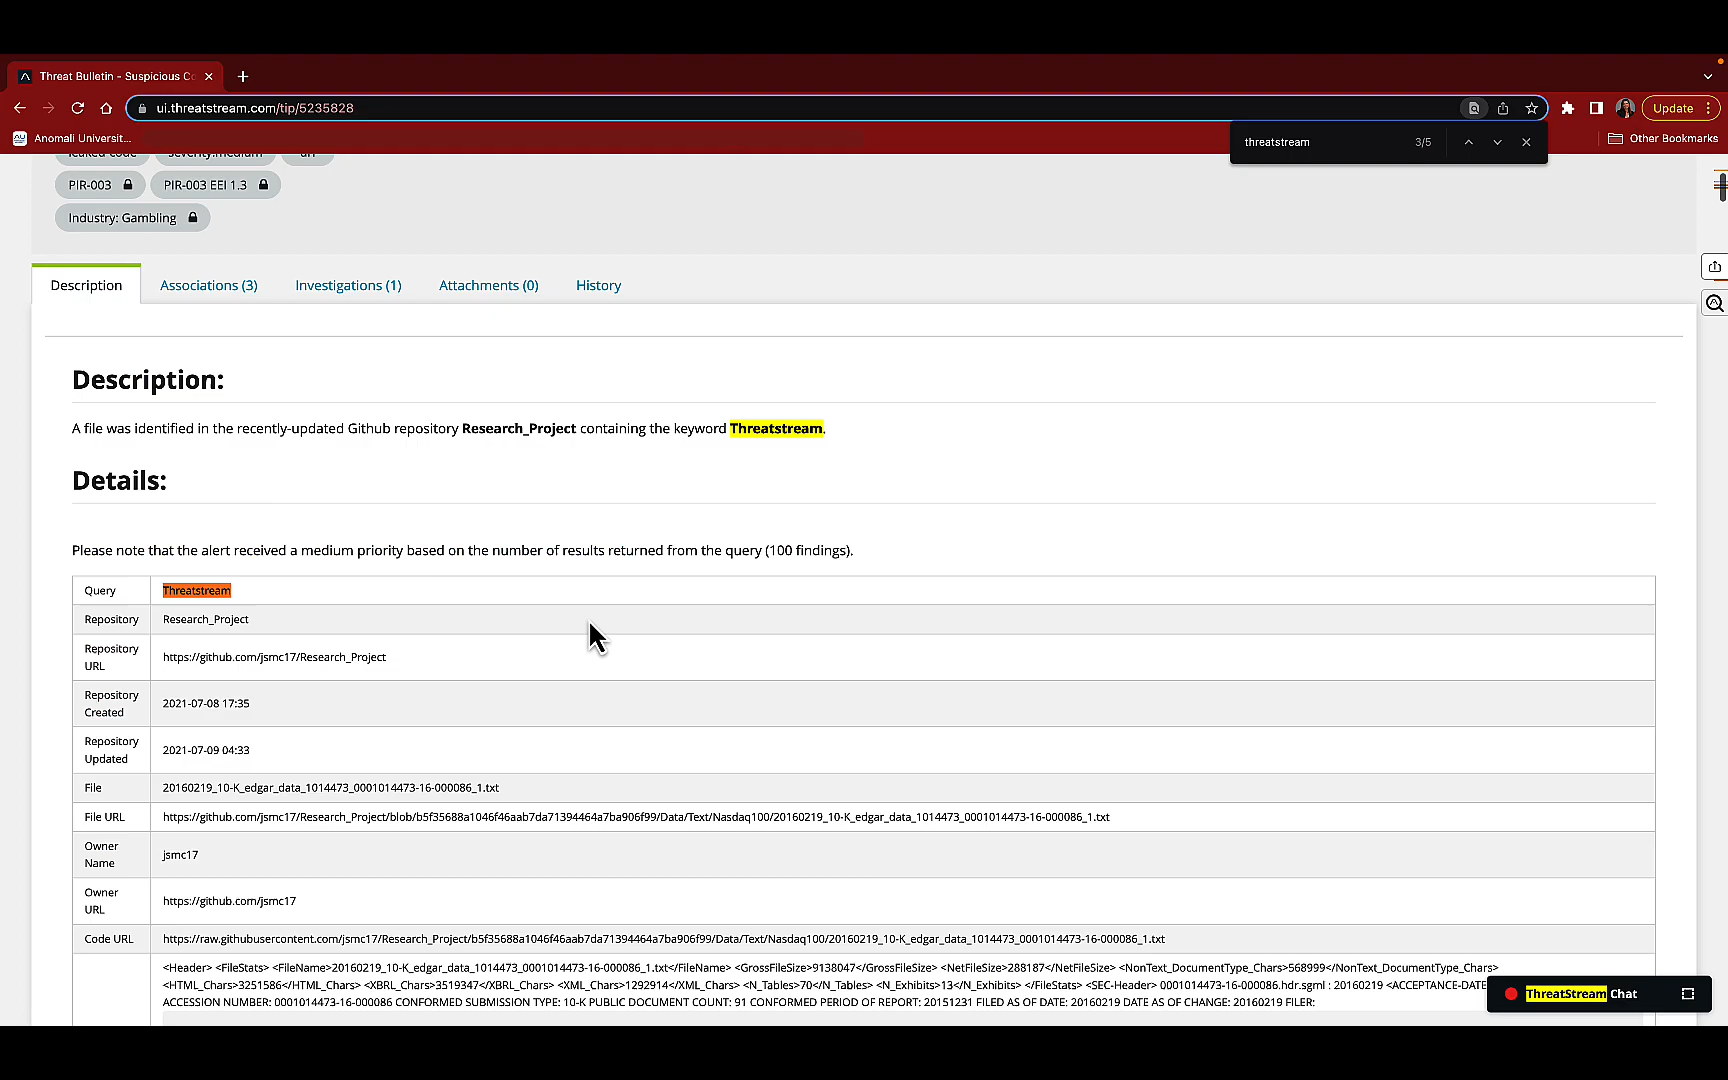 Threat Bulletin - Suspicious Co
ui.threatstream.com/tip/5235828
Update
Anomali Universit...
threatstream
3/5
Other Bookmarks
leaked code
severity:medium
PIR-003
PIR-003 EEI 1.3
Industry: Gambling
Description
Associations (3)
Investigations (1)
Attachments (0)
History
Description:
A file was identified in the recently-updated Github repository Research_Project containing the keyword Threatstream.
Details:
Please note that the alert received a medium priority based on the number of results returned from the query (100 findings).
Query
Threatstream
Repository
Research_Project
Repository
URL
https://github.com/jsmc17/Research_Project
Repository
Created
2021-07-08 17:35
Repository
Updated
2021-07-09 04:33
File
20160219_10-K_edgar_data_1014473_0001014473-16-000086_1.txt
File URL
https://github.com/jsmc17/Research_Project/blob/b5f35688a1046f46aab7da71394464a7ba906f99/Data/Text/Nasdaq100/20160219_10-K_edgar_data_1014473_0001014473-16-000086_1.txt
Owner
Name
jsmc17
Owner
URL
https://github.com/jsmc17
Code URL
https://raw.githubusercontent.com/jsmc17/Research_Project/b5f35688a1046f46aab7da71394464a7ba906f99/Data/Text/Nasdaq100/20160219_10-K_edgar_data_1014473_0001014473-16-000086_1.txt
<Header> <FileStats> <FileName>20160219_10-K_edgar_data_1014473_0001014473-16-000086_1.txt</FileName> <GrossFileSize>9138047</GrossFileSize> <NetFileSize>288187</NetFileSize> <NonText_DocumentType_Chars>568999</NonText_DocumentType_Chars>
<HTML_Chars>3251586</HTML_Chars> <XBRL_Chars>3519347</XBRL_Chars> <XML_Chars>1292914</XML_Chars> <N_Tables>70</N_Tables> <N_Exhibits>13</N_Exhibits> </FileStats> <SEC-Header> 0001014473-16-000086.hdr.sgml : 20160219 <ACCEPTANCE-DATE
ACCESSION NUMBER: 0001014473-16-000086 CONFORMED SUBMISSION TYPE: 10-K PUBLIC DOCUMENT COUNT: 91 CONFORMED PERIOD OF REPORT: 20151231 FILED AS OF DATE: 20160219 DATE AS OF CHANGE: 20160219 FILER:
ThreatStream Chat